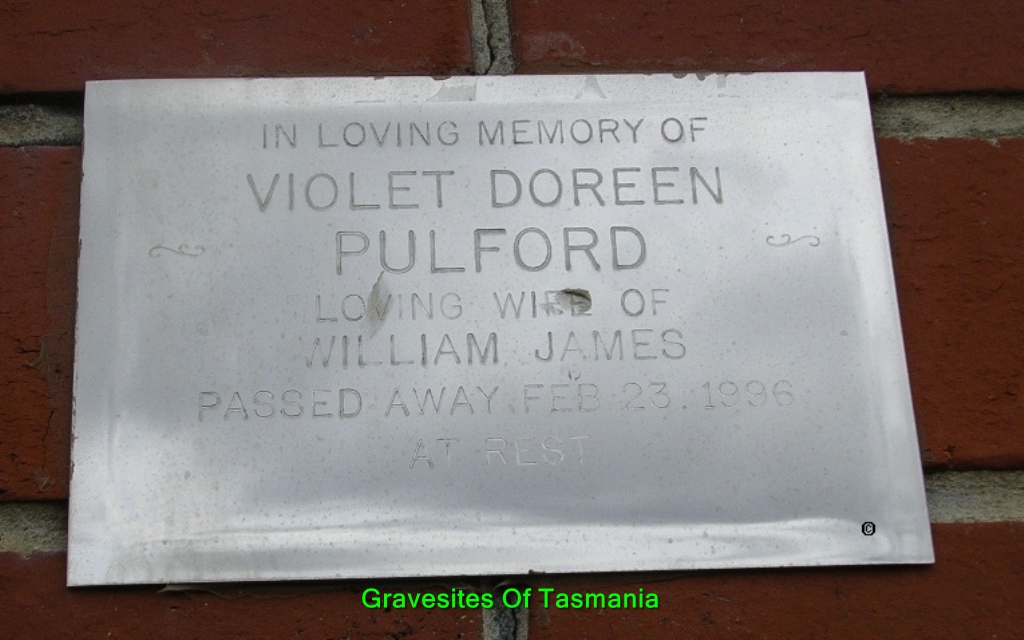 IN LOVING MEMORY OF
VIOLET DOREEN
PULFORD
LOVING WIFE OF
WILLIAM JAMES
PASSED AWAY FEB 23. 1996
AT REST
©
Gravesites Of Tasmania